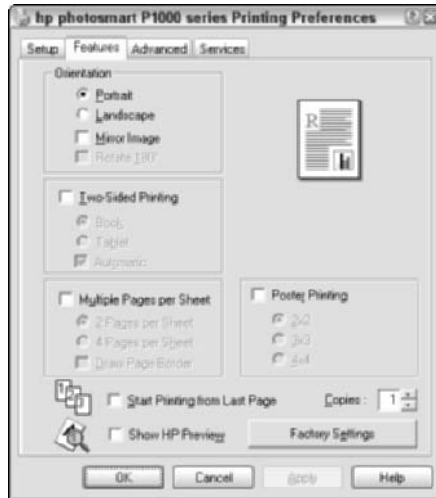 hp photosmart P1000 series Printing Preferences
Setup Features Advanced Services
Orientation
Portrait
Landscape
Mirror Image
Rotate 180°
R
Two-Sided Printing
Book
Tablet
Automatic
Multiple Pages per Sheet
2 Pages per Sheet
4 Pages per Sheet
Draw Page Border
Poster Printing
2x2
3x3
4x4
1 2 3
Start Printing from Last Page
Copies : 1
Show HP Preview
Factory Settings
OK Cancel Apply Help